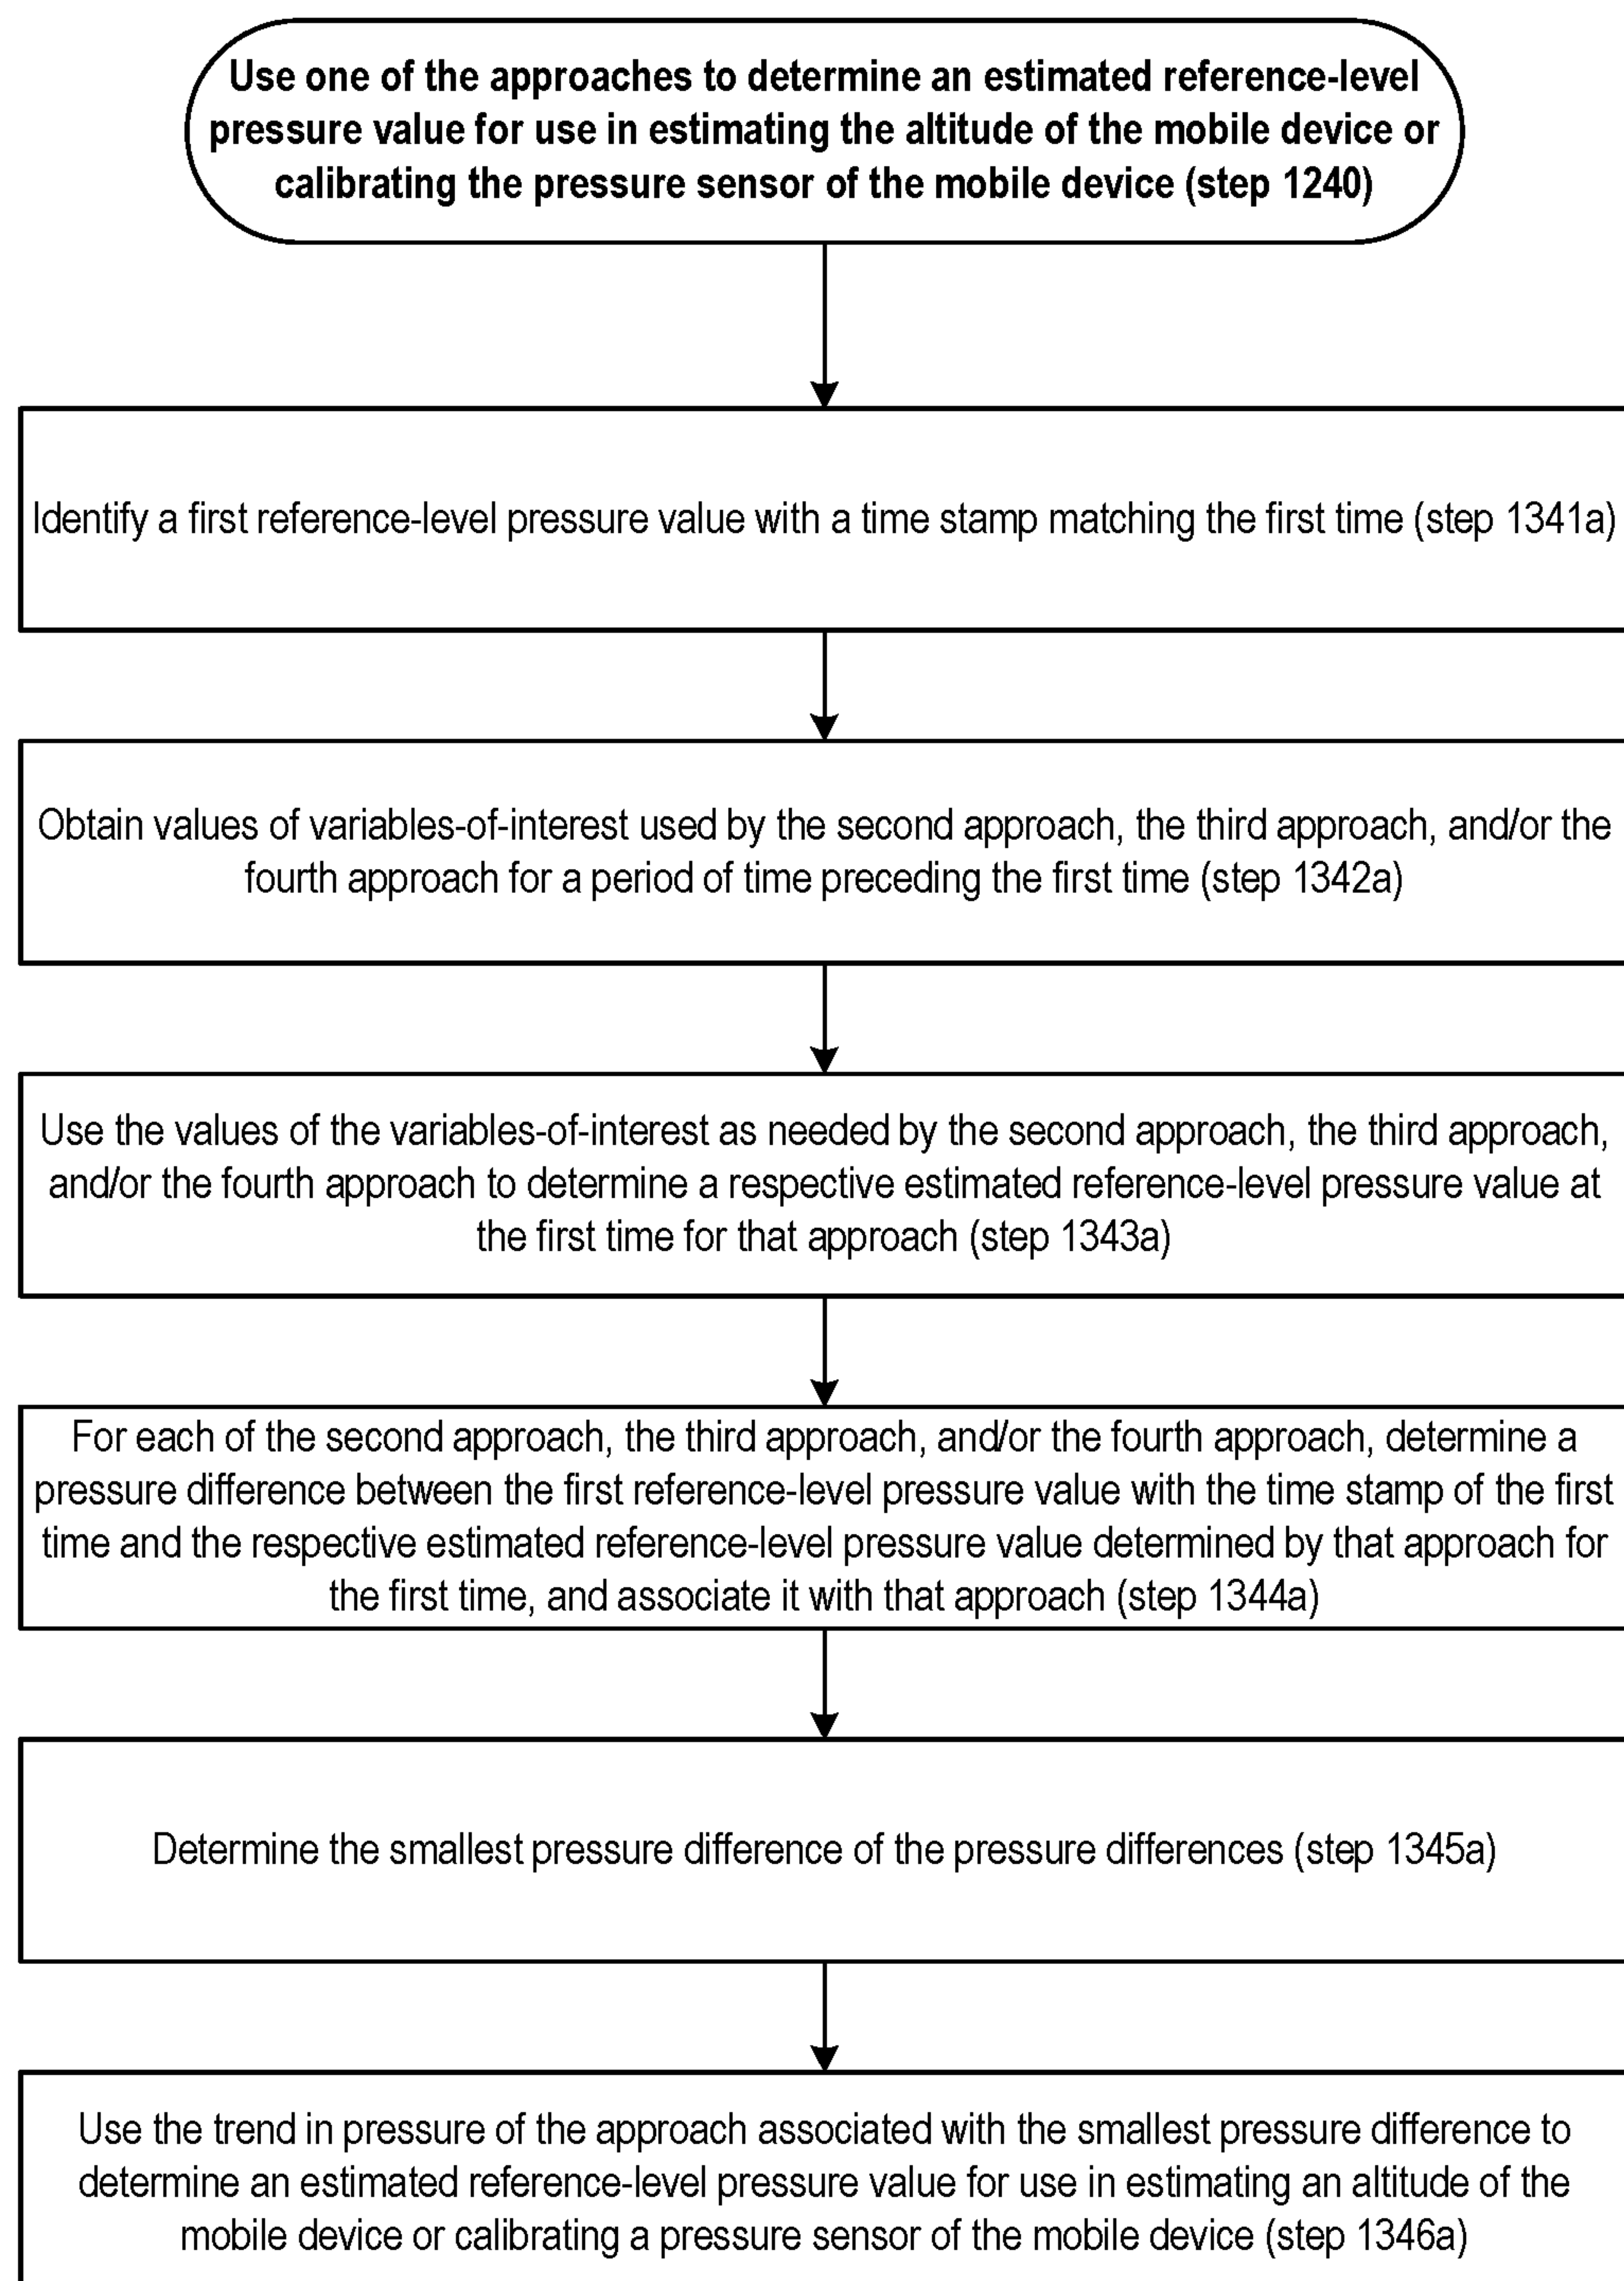 Use one of the approaches to determine an estimated reference-level
pressure value for use in estimating the altitude of the mobile device or
calibrating the pressure sensor of the mobile device (step 1240)
Identify a first reference-level pressure value with a time stamp matching the first time (step 1341a)
Obtain values of variables-of-interest used by the second approach, the third approach, and/or the
fourth approach for a period of time preceding the first time (step 1342a)
Use the values of the variables-of-interest as needed by the second approach, the third approach,
and/or the fourth approach to determine a respective estimated reference-level pressure value at
the first time for that approach (step 1343a)
For each of the second approach, the third approach, and/or the fourth approach, determine a
pressure difference between the first reference-level pressure value with the time stamp of the first
time and the respective estimated reference-level pressure value determined by that approach for
the first time, and associate it with that approach (step 1344a)
Determine the smallest pressure difference of the pressure differences (step 1345a)
Use the trend in pressure of the approach associated with the smallest pressure difference to
determine an estimated reference-level pressure value for use in estimating an altitude of the
mobile device or calibrating a pressure sensor of the mobile device (step 1346a)